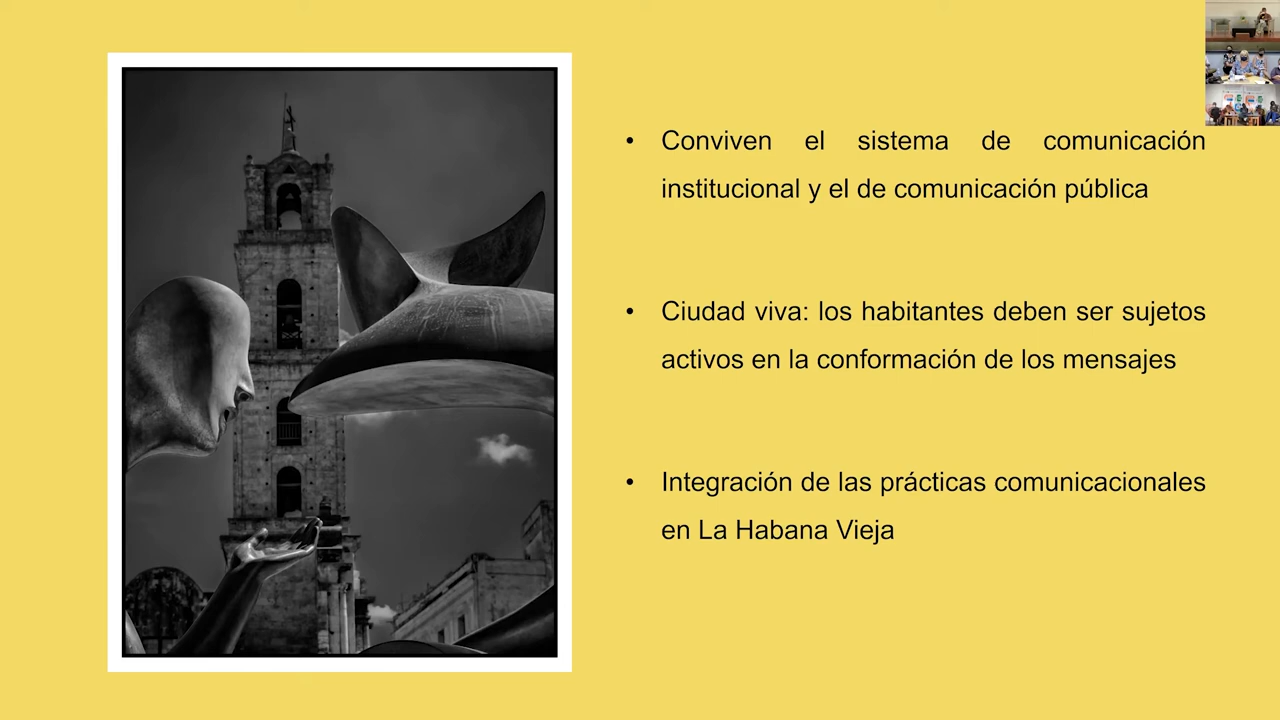 • Conviven el sistema de comunicación
institucional y el de comunicación pública
• Ciudad viva: los habitantes deben ser sujetos
activos en la conformación de los mensajes
• Integración de las prácticas comunicacionales
en La Habana Vieja